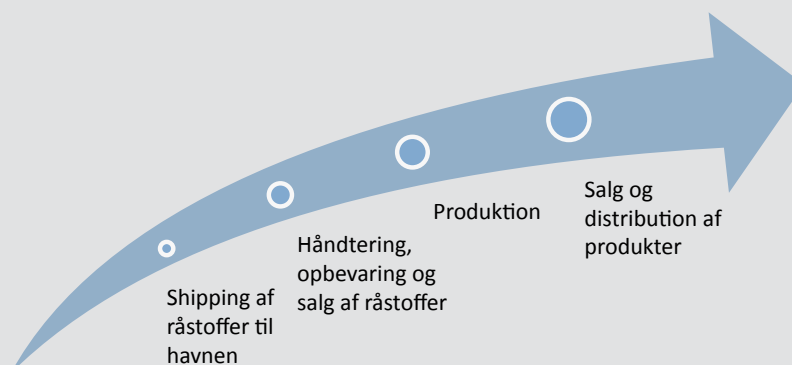 Shipping af
råstoffer til
havnen
Håndtering,
opbevaring og
salg af råstoffer
Produktion
Salg og
distribution af
produkter